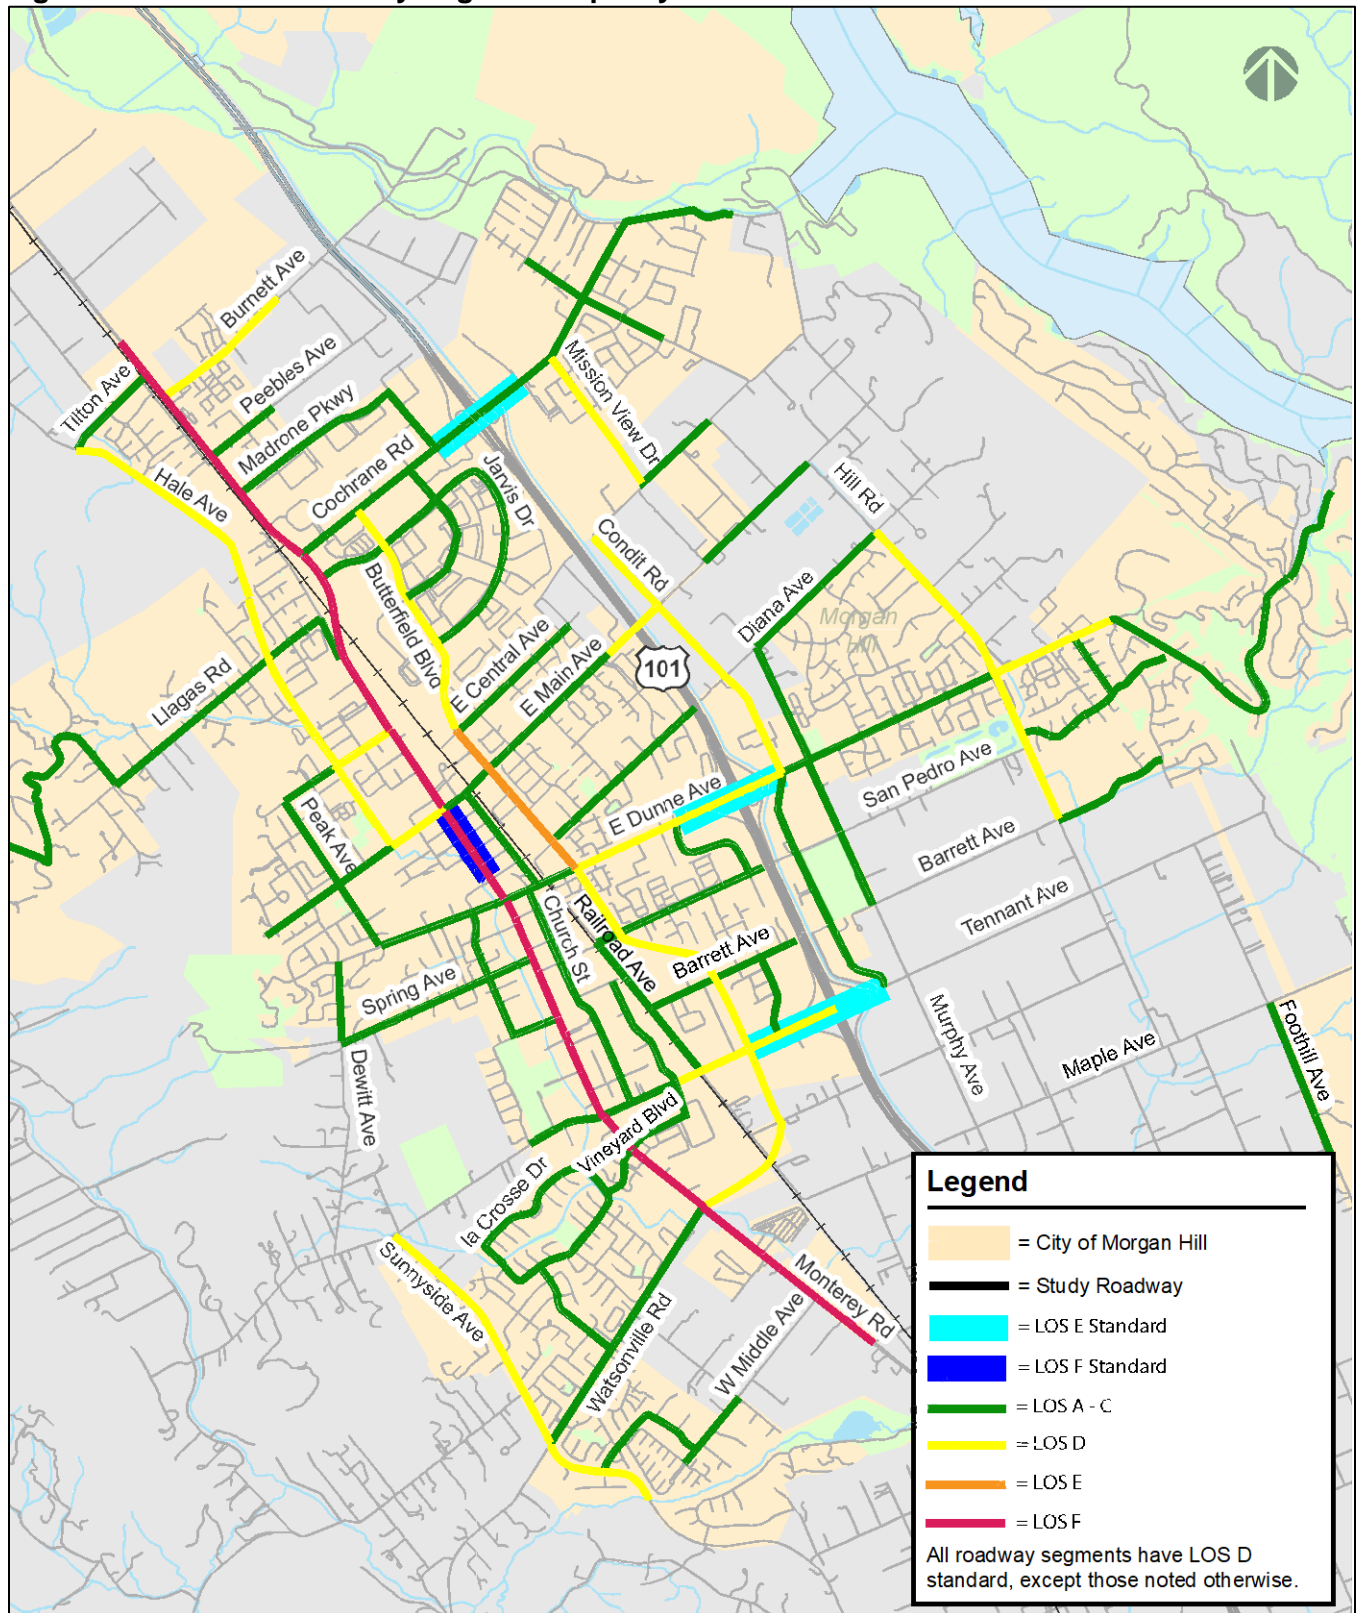 Burnett Ave
Peebles Ave
Tilton Ave
Madrone Pkwy
Mission View Dr
Hale Ave
Cochrane Rd
Jarvis Dr
Hill Rd
Condit Rd
Butterfield Blvd
Diana Ave
Morgan
Hill
E Central Ave
E Main Ave
101
Llagas Rd
San Pedro Ave
E Dunne Ave
Peak Ave
Barrett Ave
Tennant Ave
Church St
Railroad Ave
Barrett Ave
Spring Ave
Murphy Ave
Foothill Ave
Maple Ave
Dewitt Ave
Vineyard Blvd
la Crosse Dr
Sunnyside Ave
Monterey Rd
W Middle Ave
Watsonville Rd
Legend
= City of Morgan Hill
= Study Roadway
= LOS E Standard
= LOS F Standard
= LOS A - C
= LOS D
= LOS E
= LOS F
All roadway segments have LOS D
standard, except those noted otherwise.